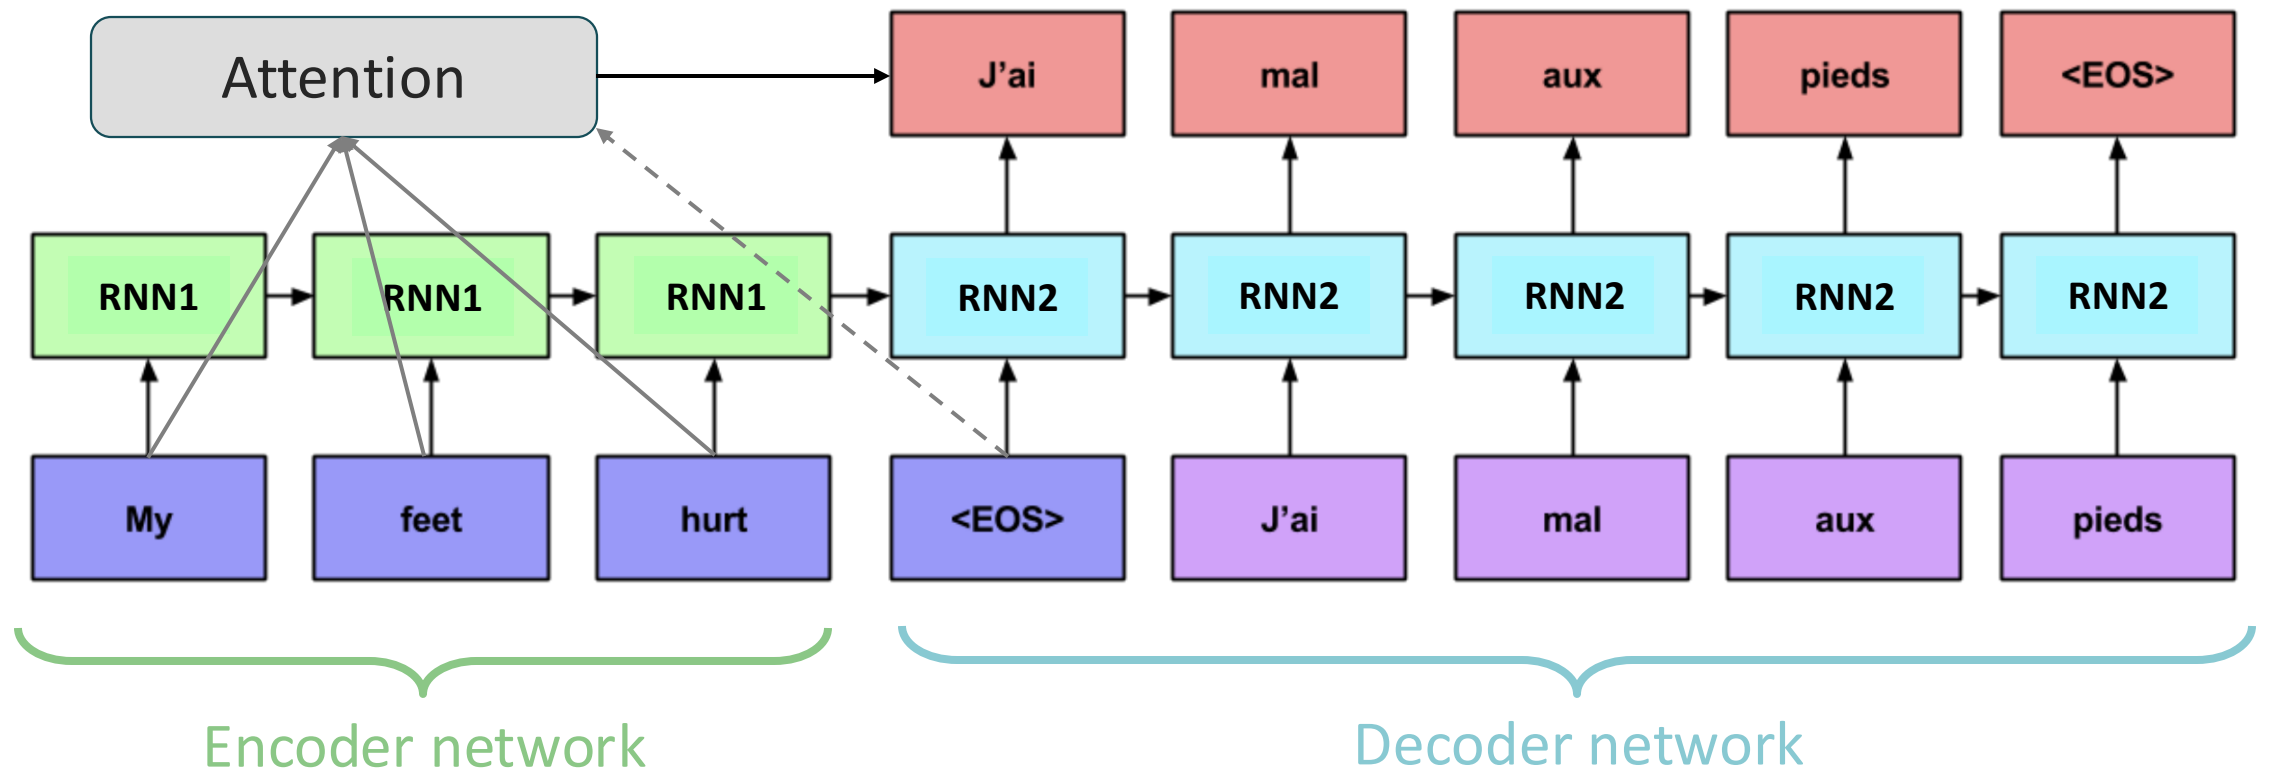 Attention
J’ai mal aux pieds <EOS>
RNN1 RNN1 RNN1 RNN2 RNN2 RNN2 RNN2 RNN2
My feet hurt <EOS> J’ai mal aux pieds
Encoder network
Decoder network